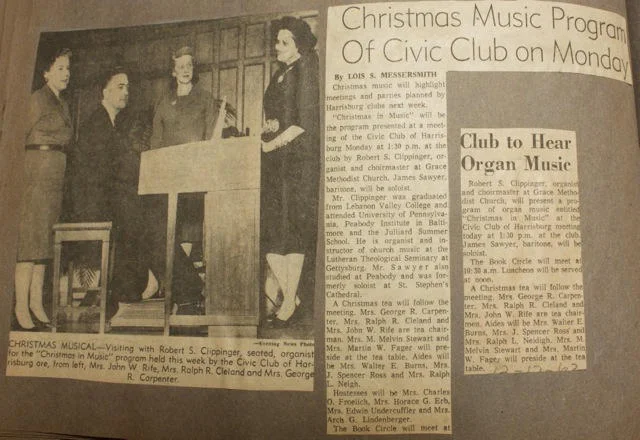 Christmas Music Program
Of Civic Club on Monday
By LOIS S. MESSERSMITH
Christmas music will highlight
meetings and parties planned by
Harrisburg clubs next week.
"Christmas in Music" will be
the program presented at a meet-
ing of the Civic Club of Harris-
burg Monday at 1:30 p.m. at the
club by Robert S. Clippinger, or-
ganist and choirmaster at Grace
Methodist Church. James Sawyer,
baritone, will be soloist.
Mr. Clippinger was graduated
from Lebanon Valley College and
attended University of Pennsylva-
nia, Peabody Institute in Balti-
more and the Julliard Summer
School. He is organist and in-
structor of church music at the
Lutheran Theological Seminary at
Gettysburg. Mr. Sawyer also
studied at Peabody and was for-
merly soloist at St. Stephen's
Cathedral.
A Christmas tea will follow the
meeting. Mrs. George R. Carpen-
ter, Mrs. Ralph R. Cleland and
Mrs. John W. Rife are tea chair-
man. Mrs. M. Melvin Stewart and
Mrs. Martin W. Fager will pre-
side at the tea table. Aides will
be Mrs. Walter E. Burns, Mrs.
J. Spencer Ross and Mrs. Ralph
L. Neigh.
Hostesses will be Mrs. Charles
O. Froelich, Mrs. Horace G. Erb,
Mrs. Edwin Undercuffler and Mrs.
Arch G. Lindenberger.
The Book Circle will meet at
Club to Hear
Organ Music
Robert S. Clippinger, organist
and choirmaster at Grace Metho-
dist Church, will present a pro-
gram of organ music entitled
"Christmas in Music" at the
Civic Club of Harrisburg meeting
today at 1:30 p.m. at the club.
James Sawyer, baritone, will be
soloist.
The Book Circle will meet at
10:30 a.m. Luncheon will be served
at noon.
A Christmas tea will follow the
meeting. Mrs. George R. Carpen-
ter, Mrs. Ralph R. Cleland and
Mrs. John W. Rife are tea chair-
men. Aides will be Mrs. Walter E.
Burns, Mrs. J. Spencer Ross and
Mrs. Ralph L. Neidigh. Mrs. M.
Melvin Stewart and Mrs. Martin
W. Fager will preside at the tea
table.
—Evening News Photo
CHRISTMAS MUSICAL—Visiting with Robert S. Clippinger, seated, organist
for the "Christmas in Music" program held this week by the Civic Club of Har-
risburg are, from left, Mrs. John W. Rife, Mrs. Ralph R. Cleland and Mrs. George
R. Carpenter.